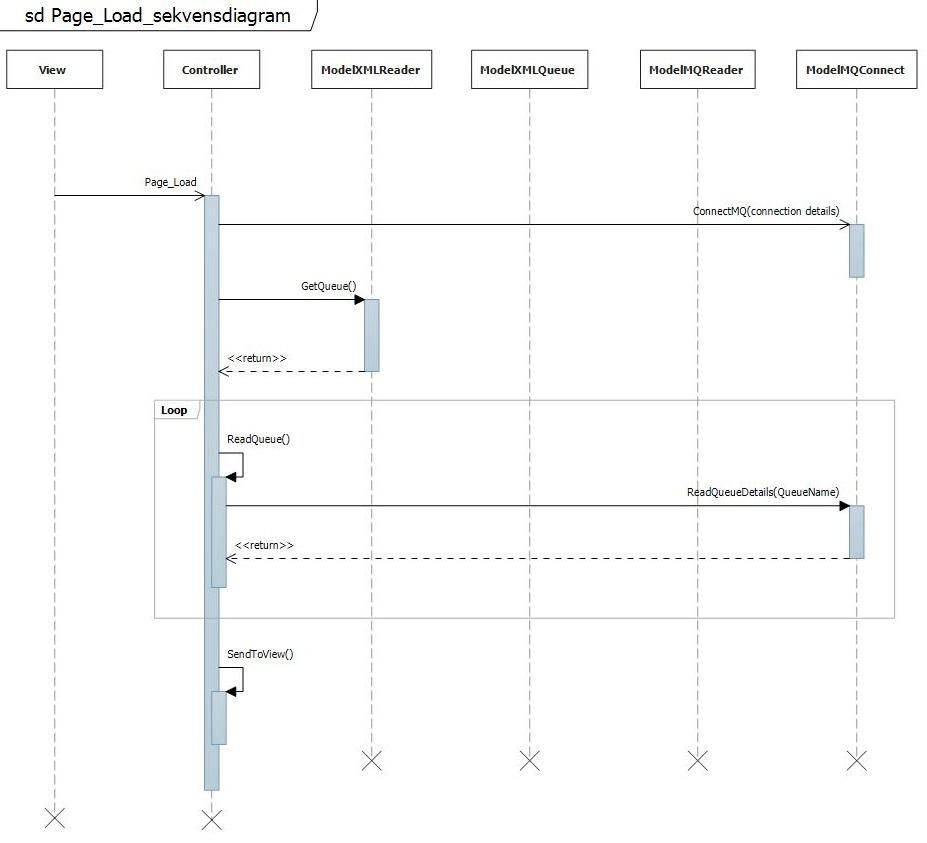 sd Page_Load_sekvensdiagram
View
Controller
ModelXMLReader
ModelXMLQueue
ModelMQReader
ModelMQConnect
Page_Load
ConnectMQ(connection details)
GetQueue()
<<return>>
Loop
ReadQueue()
ReadQueueDetails(QueueName)
<<return>>
SendToView()